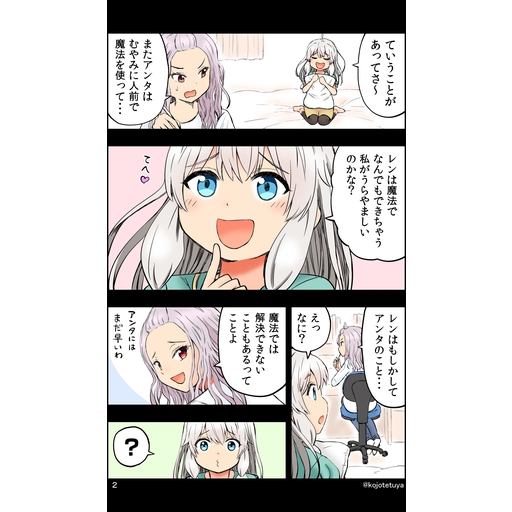 ていうことが
あってさ〜
またアンタは
むやみに人前で
魔法を使って・・・
レンは魔法で
なんでもできちゃう
私がうらやましい
のかな?
てへ♡
レンはもしかして
アンタのこと・・・
えっ
なに?
魔法では
解決できない
こともあるって
ことよ
アンタには
まだ早いわ
?
2
@kojotetuya